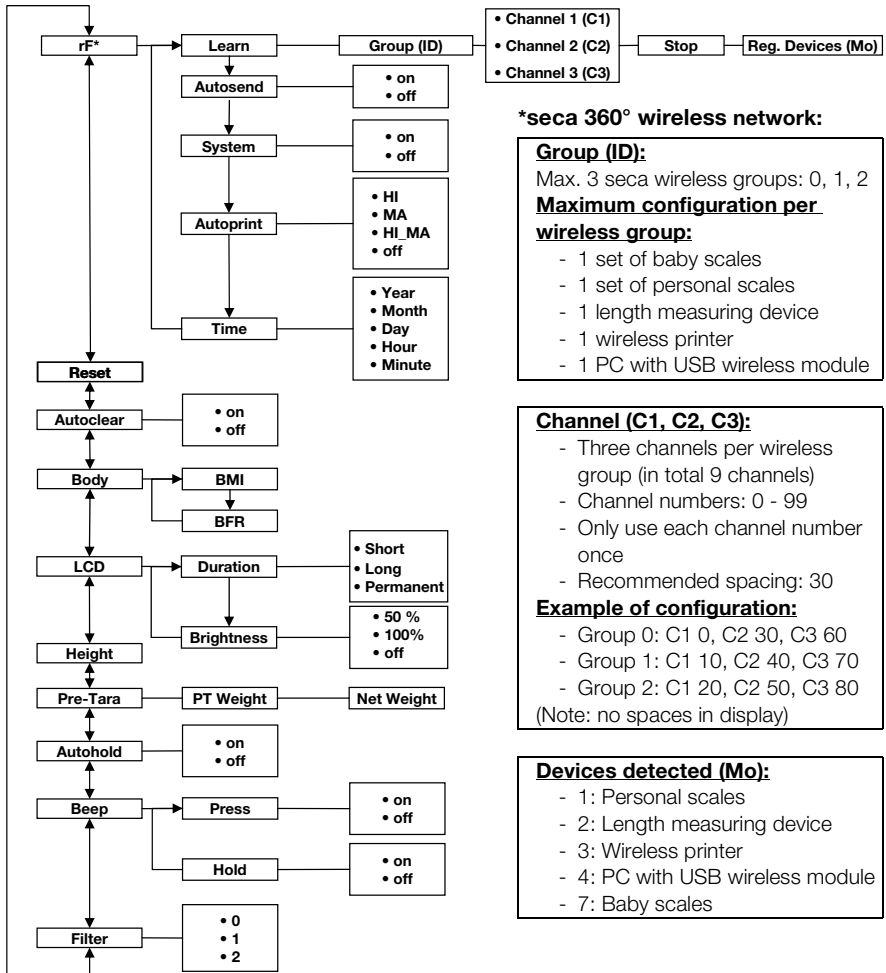 rF*
Learn
Group (ID)
• Channel 1 (C1)
• Channel 2 (C2)
• Channel 3 (C3)
Stop
Reg. Devices (Mo)
Autosend
• on
• off
System
• on
• off
Autoprint
• HI
• MA
• HI_MA
• off
Time
• Year
• Month
• Day
• Hour
• Minute
Reset
Autoclear
• on
• off
Body
BMI
BFR
LCD
Duration
• Short
• Long
• Permanent
Brightness
• 50 %
• 100%
• off
Height
Pre-Tara
PT Weight
Net Weight
Autohold
• on
• off
Beep
Press
• on
• off
Hold
• on
• off
Filter
• 0
• 1
• 2
*seca 360° wireless network:
Group (ID):
Max. 3 seca wireless groups: 0, 1, 2
Maximum configuration per
wireless group:
- 1 set of baby scales
- 1 set of personal scales
- 1 length measuring device
- 1 wireless printer
- 1 PC with USB wireless module
Channel (C1, C2, C3):
- Three channels per wireless
group (in total 9 channels)
- Channel numbers: 0 - 99
- Only use each channel number
once
- Recommended spacing: 30
Example of configuration:
- Group 0: C1 0, C2 30, C3 60
- Group 1: C1 10, C2 40, C3 70
- Group 2: C1 20, C2 50, C3 80
(Note: no spaces in display)
Devices detected (Mo):
- 1: Personal scales
- 2: Length measuring device
- 3: Wireless printer
- 4: PC with USB wireless module
- 7: Baby scales